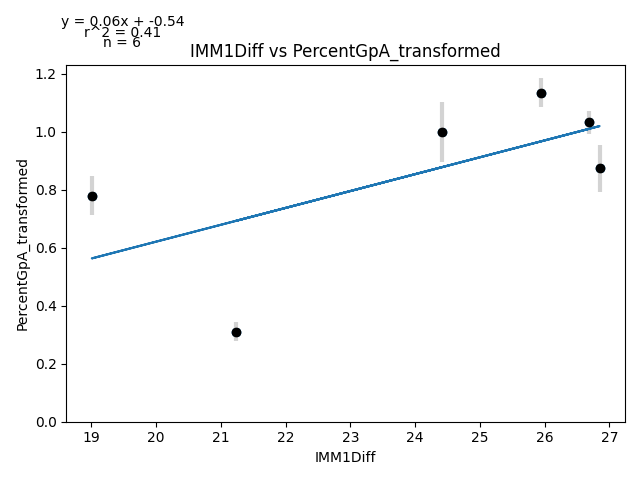 y = 0.06x + -0.54
r^2 = 0.41
n = 6
IMM1Diff vs PercentGpA_transformed
1.2
1.0
0.8
0.6
0.4
0.2
0.0
PercentGpA_transformed
19 20 21 22 23 24 25 26 27
IMM1Diff